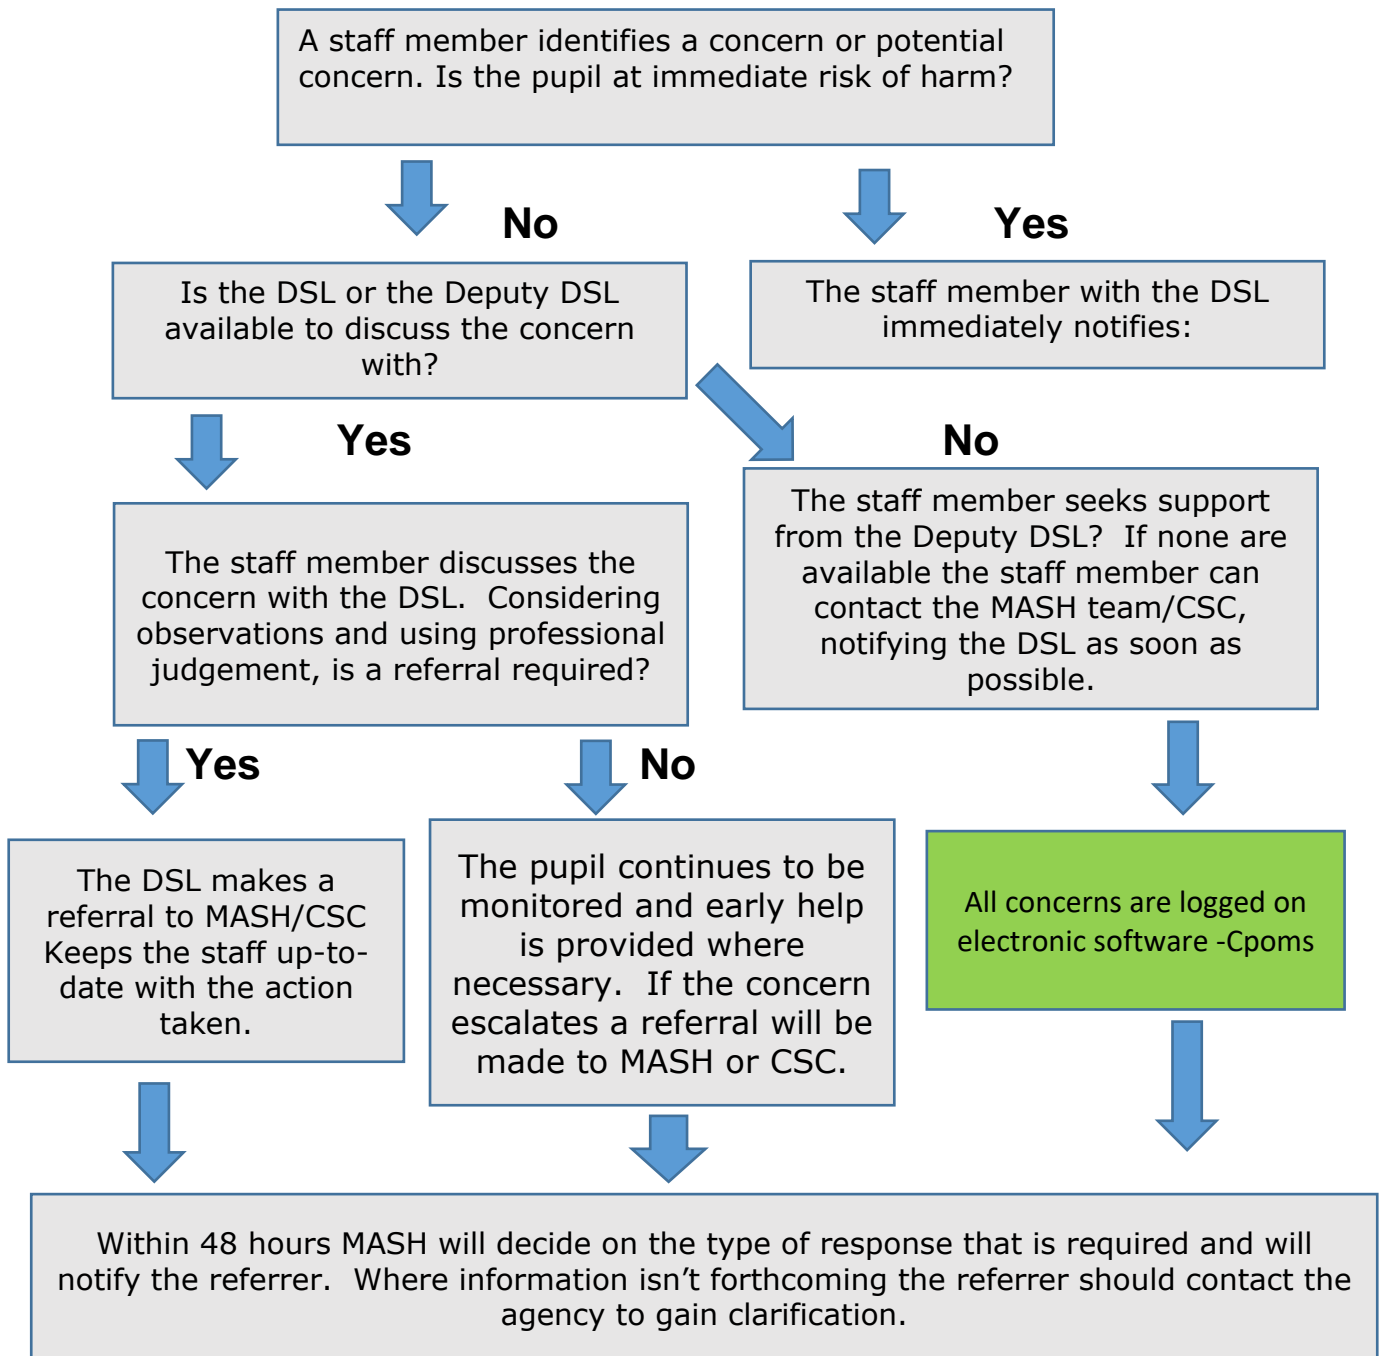 A staff member identifies a concern or potential
concern. Is the pupil at immediate risk of harm?
No
Yes
Is the DSL or the Deputy DSL
available to discuss the concern
with?
The staff member with the DSL
immediately notifies:
Yes
No
The staff member discusses the
concern with the DSL.  Considering
observations and using professional
judgement, is a referral required?
The staff member seeks support
from the Deputy DSL?  If none are
available the staff member can
contact the MASH team/CSC,
notifying the DSL as soon as
possible.
Yes
No
The DSL makes a
referral to MASH/CSC
Keeps the staff up-to-
date with the action
taken.
The pupil continues to be
monitored and early help
is provided where
necessary.  If the concern
escalates a referral will be
made to MASH or CSC.
All concerns are logged on
electronic software -Cpoms
Within 48 hours MASH will decide on the type of response that is required and will
notify the referrer.  Where information isn’t forthcoming the referrer should contact the
agency to gain clarification.